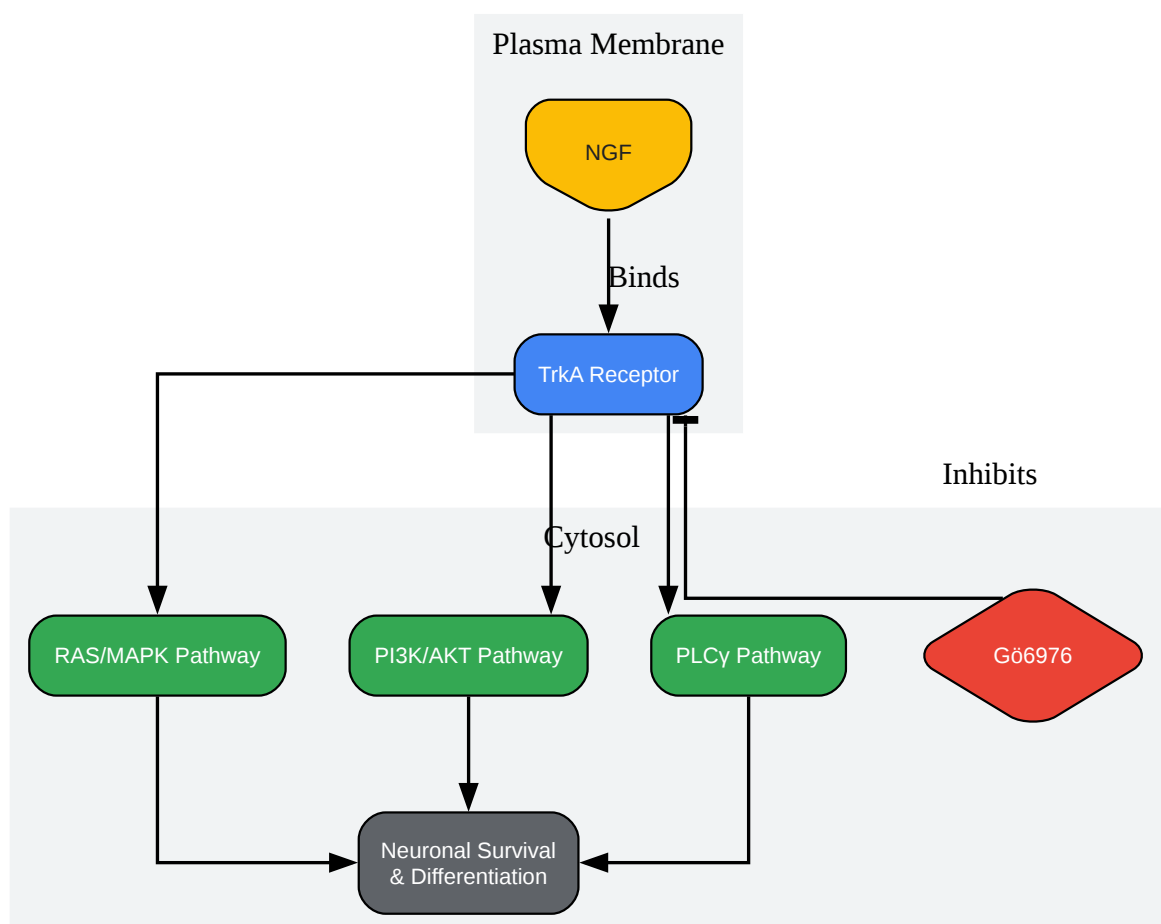 Plasma Membrane
NGF
Binds
TrkA Receptor
Inhibits
Cytosol
RAS/MAPK Pathway
PI3K/AKT Pathway
PLCγ Pathway
Gö6976
Neuronal Survival
& Differentiation